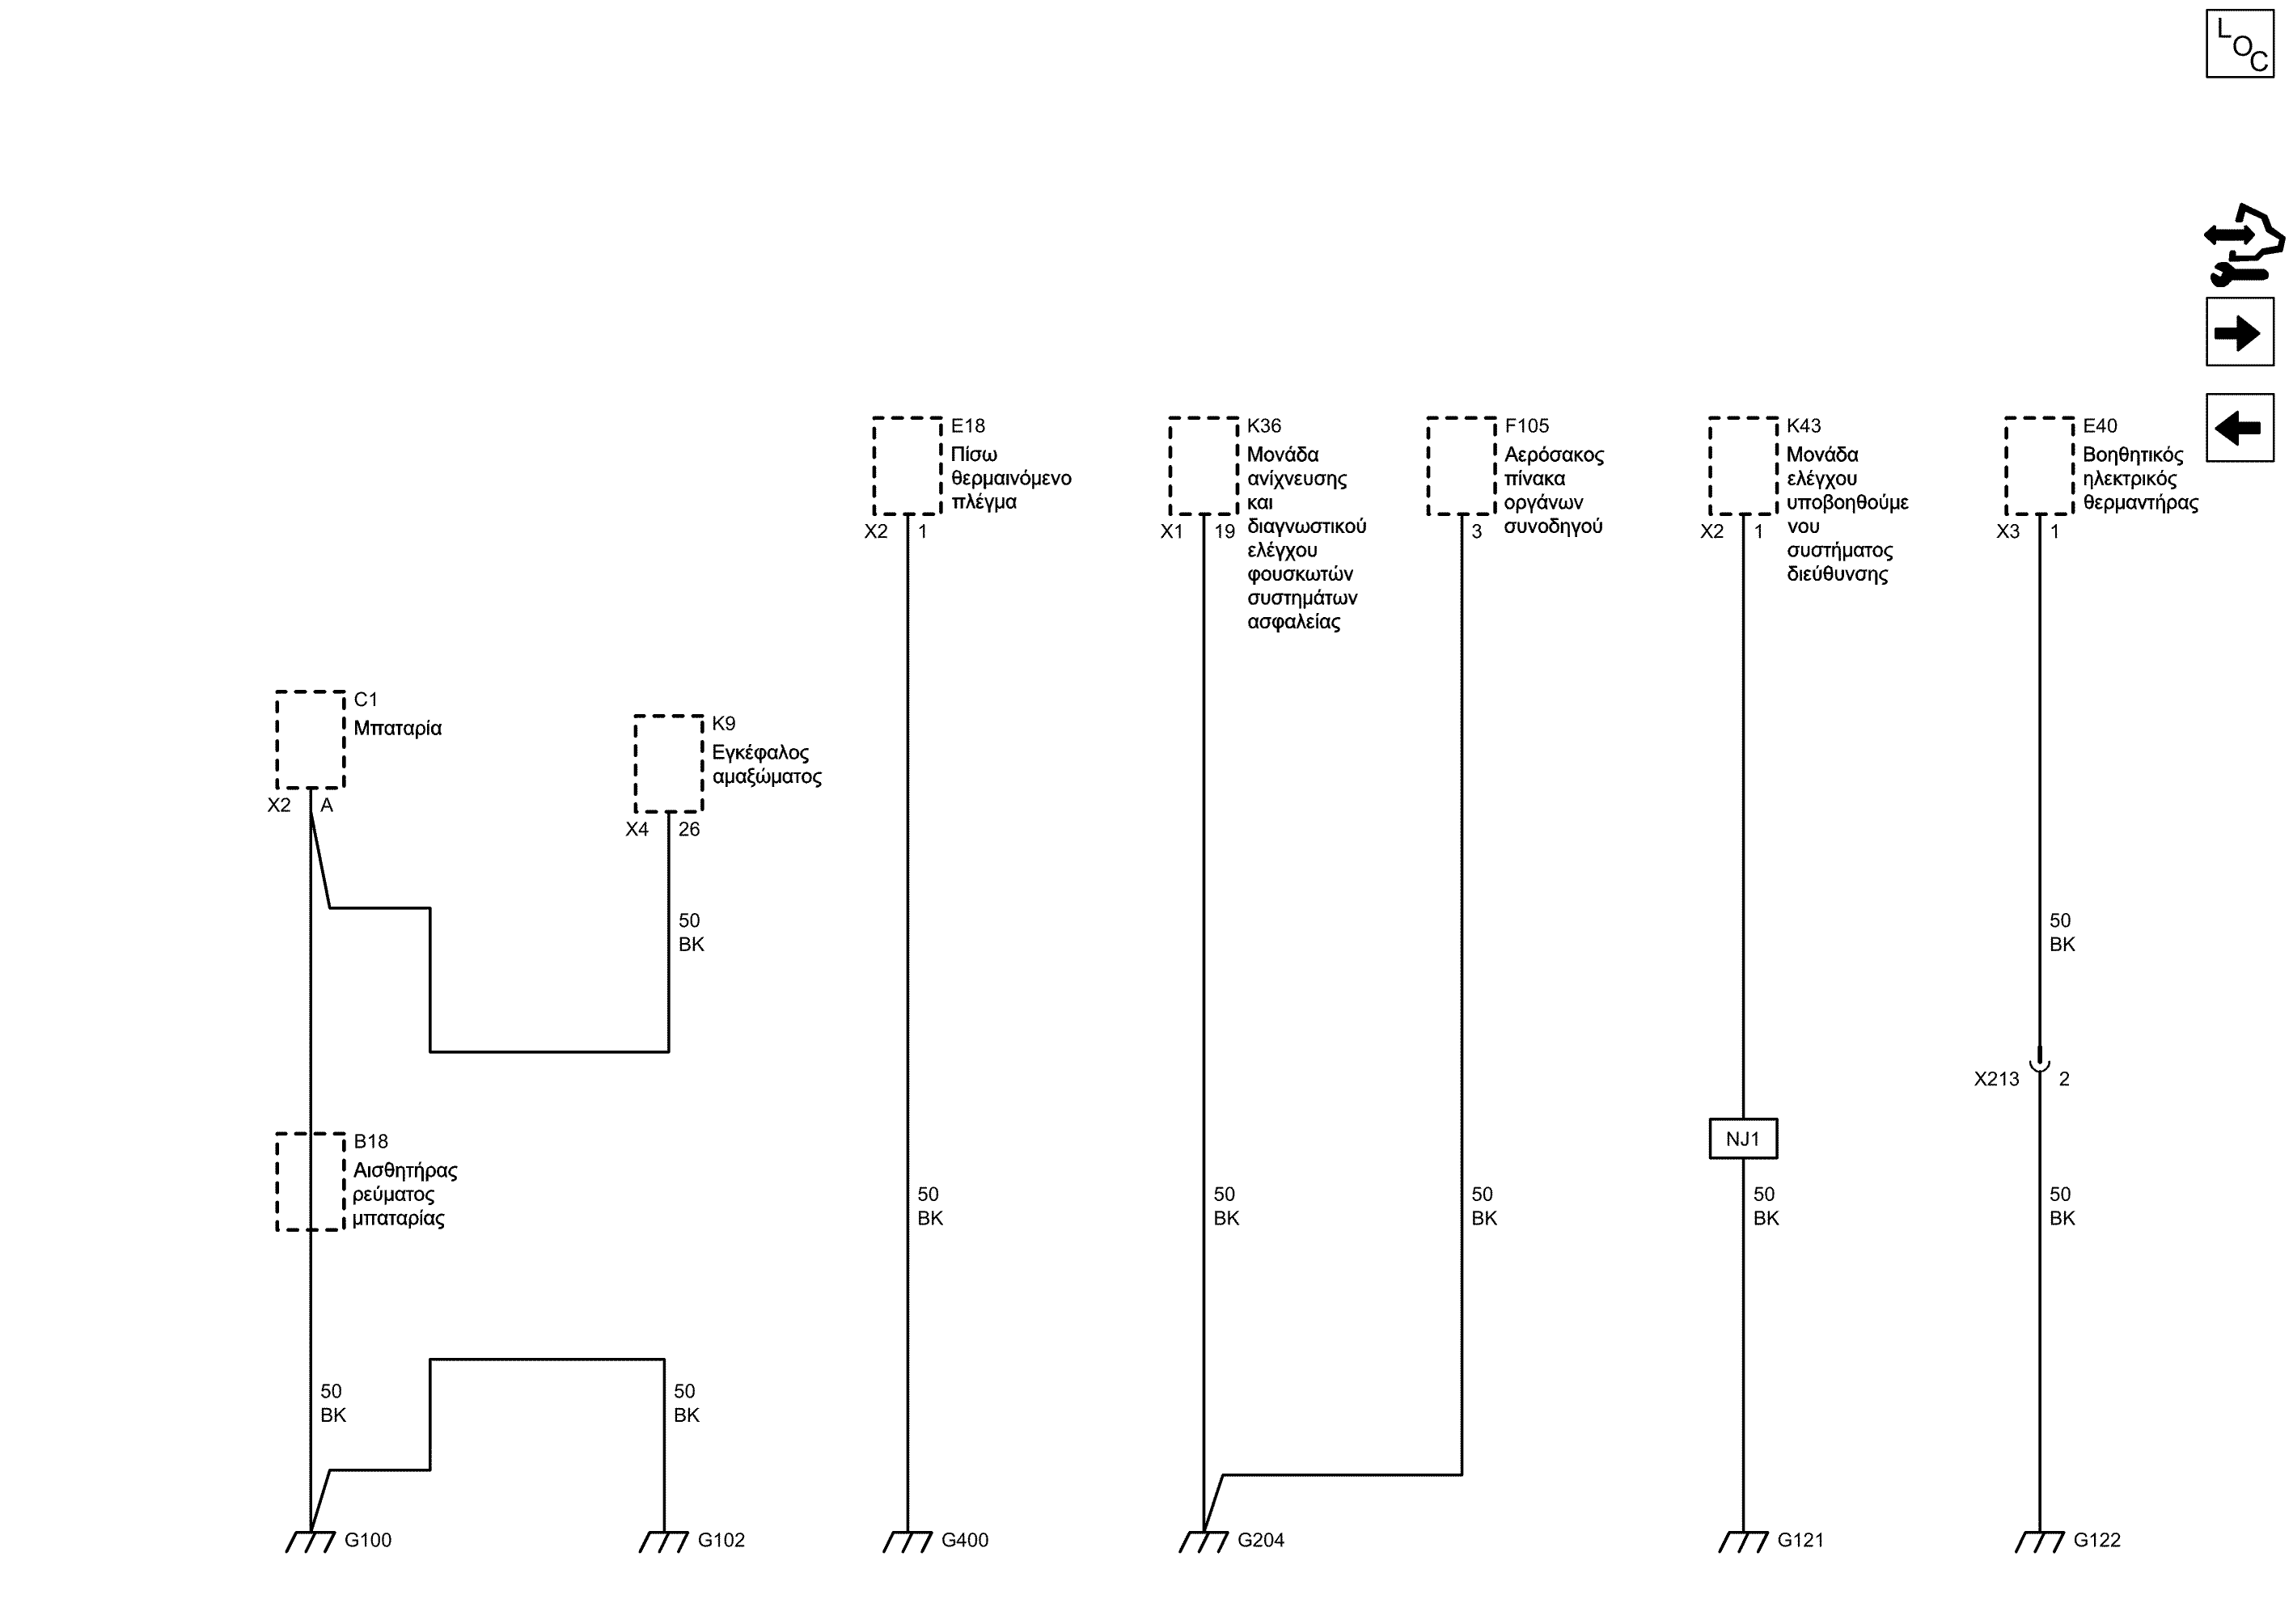 LOC
E18
Πίσω
θερμαινόμενο
πλέγμα
X2 1
K36
Μονάδα
ανίχνευσης
και
διαγνωστικού
ελέγχου
φουσκωτών
συστημάτων
ασφαλείας
X1 19
F105
Αερόσακος
πίνακα
οργάνων
συνοδηγού
3
K43
Μονάδα
ελέγχου
υποβοηθούμε
νου
συστήματος
διεύθυνσης
X2 1
E40
Βοηθητικός
ηλεκτρικός
θερμαντήρας
X3 1
C1
Μπαταρία
X2 A
K9
Εγκέφαλος
αμαξώματος
X4 26
50
BK
50
BK
X213 2
NJ1
B18
Αισθητήρας
ρεύματος
μπαταρίας
50
BK
50
BK
50
BK
50
BK
50
BK
50
BK
50
BK
G100
G102
G400
G204
G121
G122